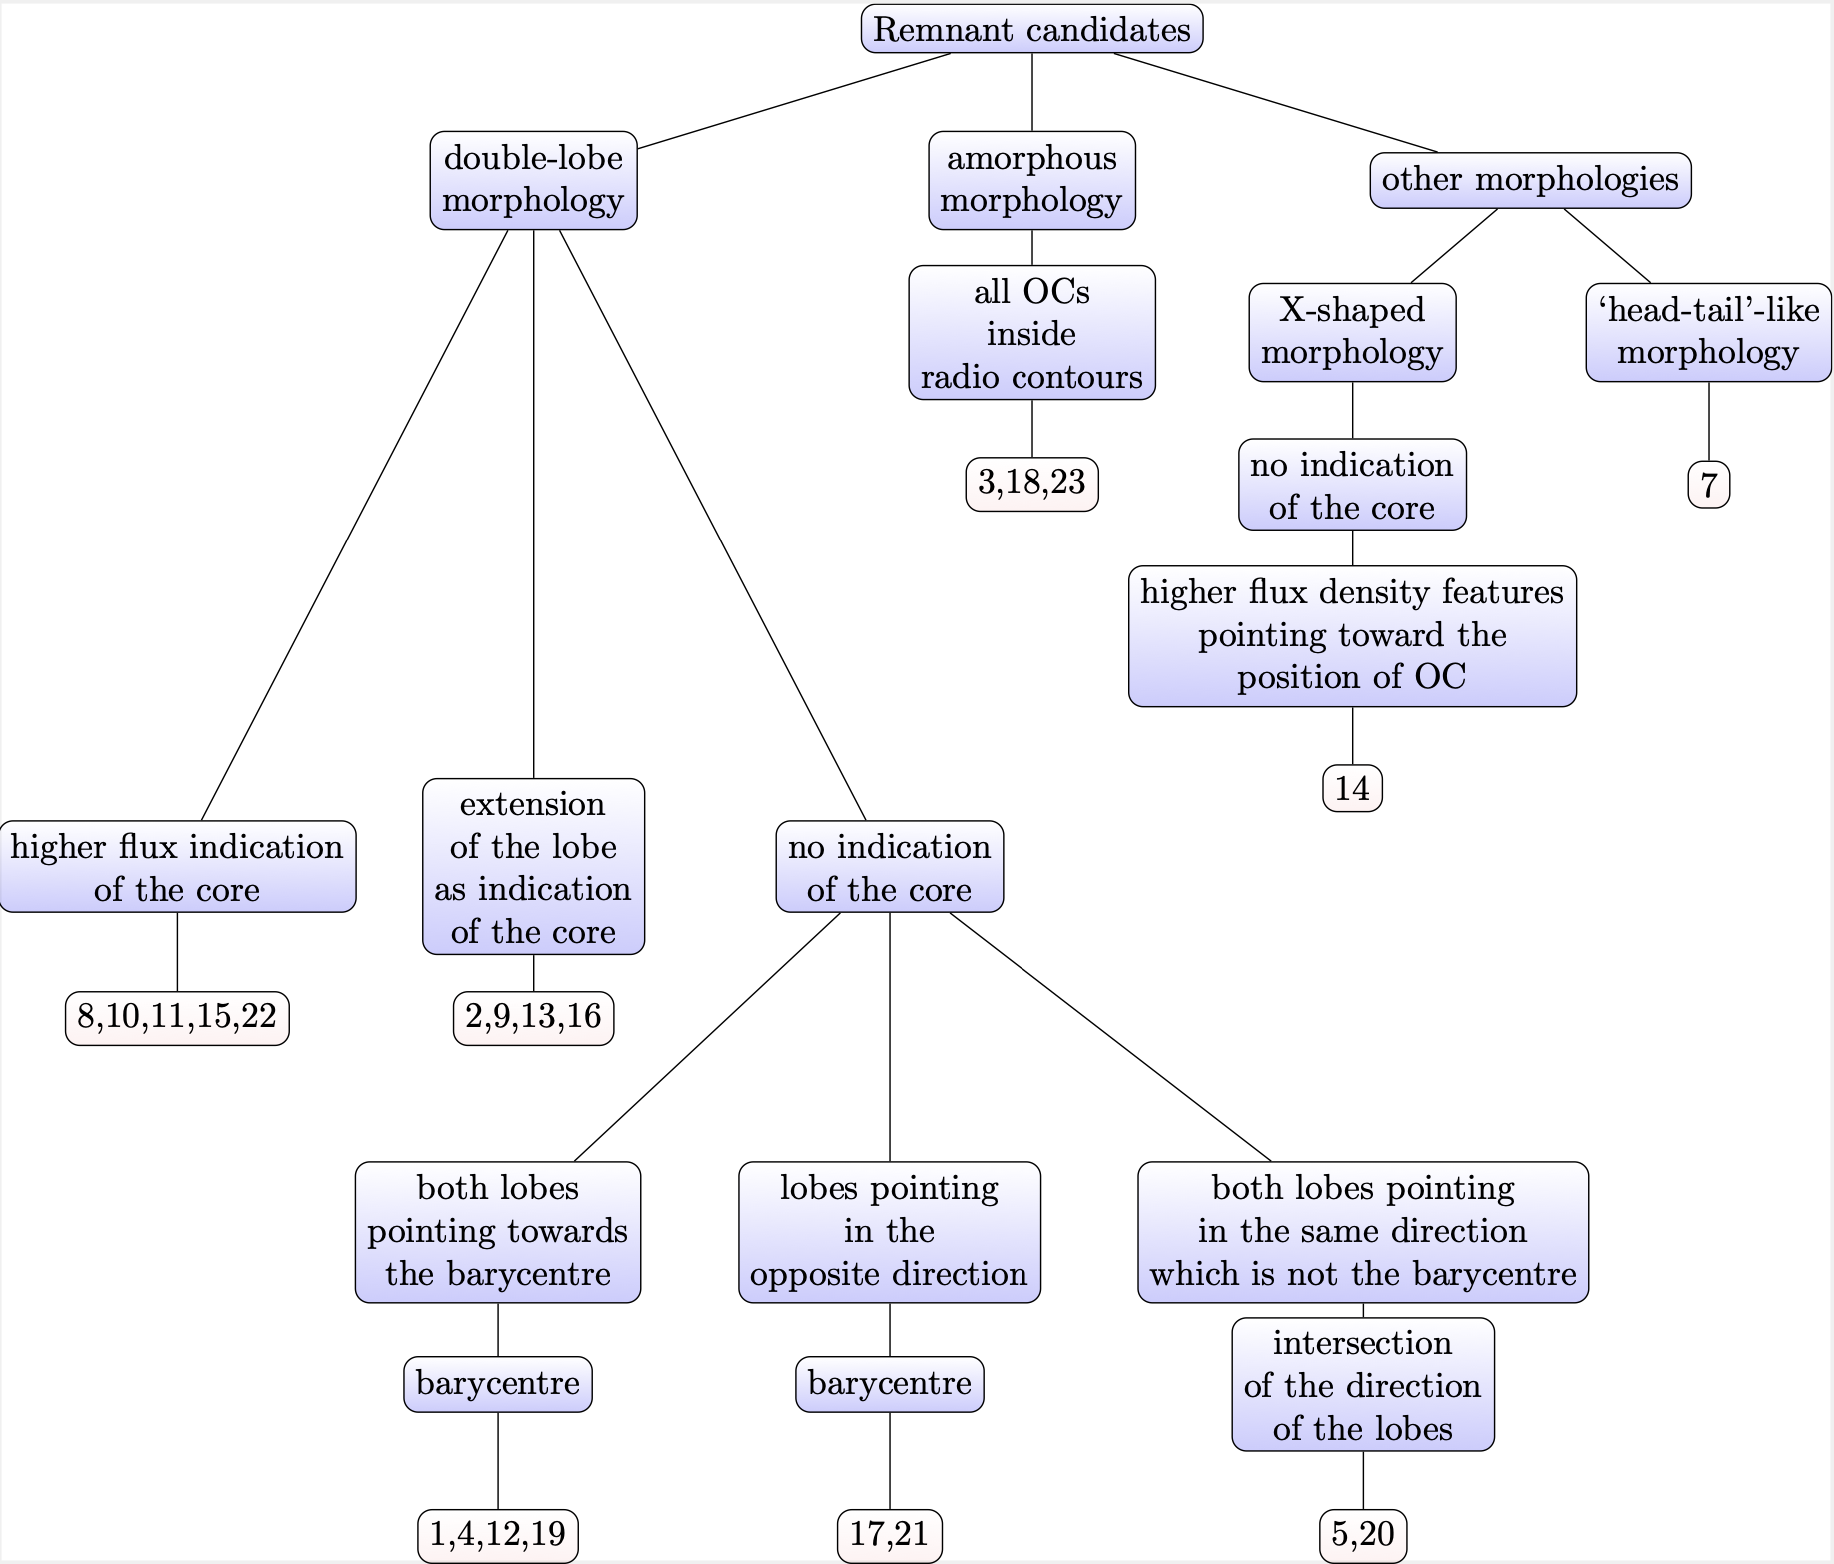 Remnant candidates
double-lobe
morphology
amorphous
morphology
other morphologies
all OCs
inside
radio contours
X-shaped
morphology
‘head-tail’-like
morphology
3,18,23
no indication
of the core
7
higher flux density features
pointing toward the
position of OC
14
higher flux indication
of the core
extension
of the lobe
as indication
of the core
no indication
of the core
8,10,11,15,22
2,9,13,16
both lobes
pointing towards
the barycentre
lobes pointing
in the
opposite direction
both lobes pointing
in the same direction
which is not the barycentre
barycentre
barycentre
intersection
of the direction
of the lobes
1,4,12,19
17,21
5,20